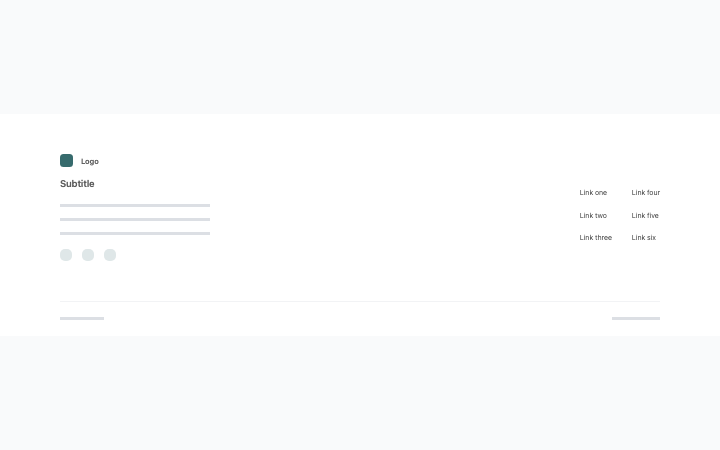 Logo
Subtitle
Link one
Link two
Link three
Link four
Link five
Link six